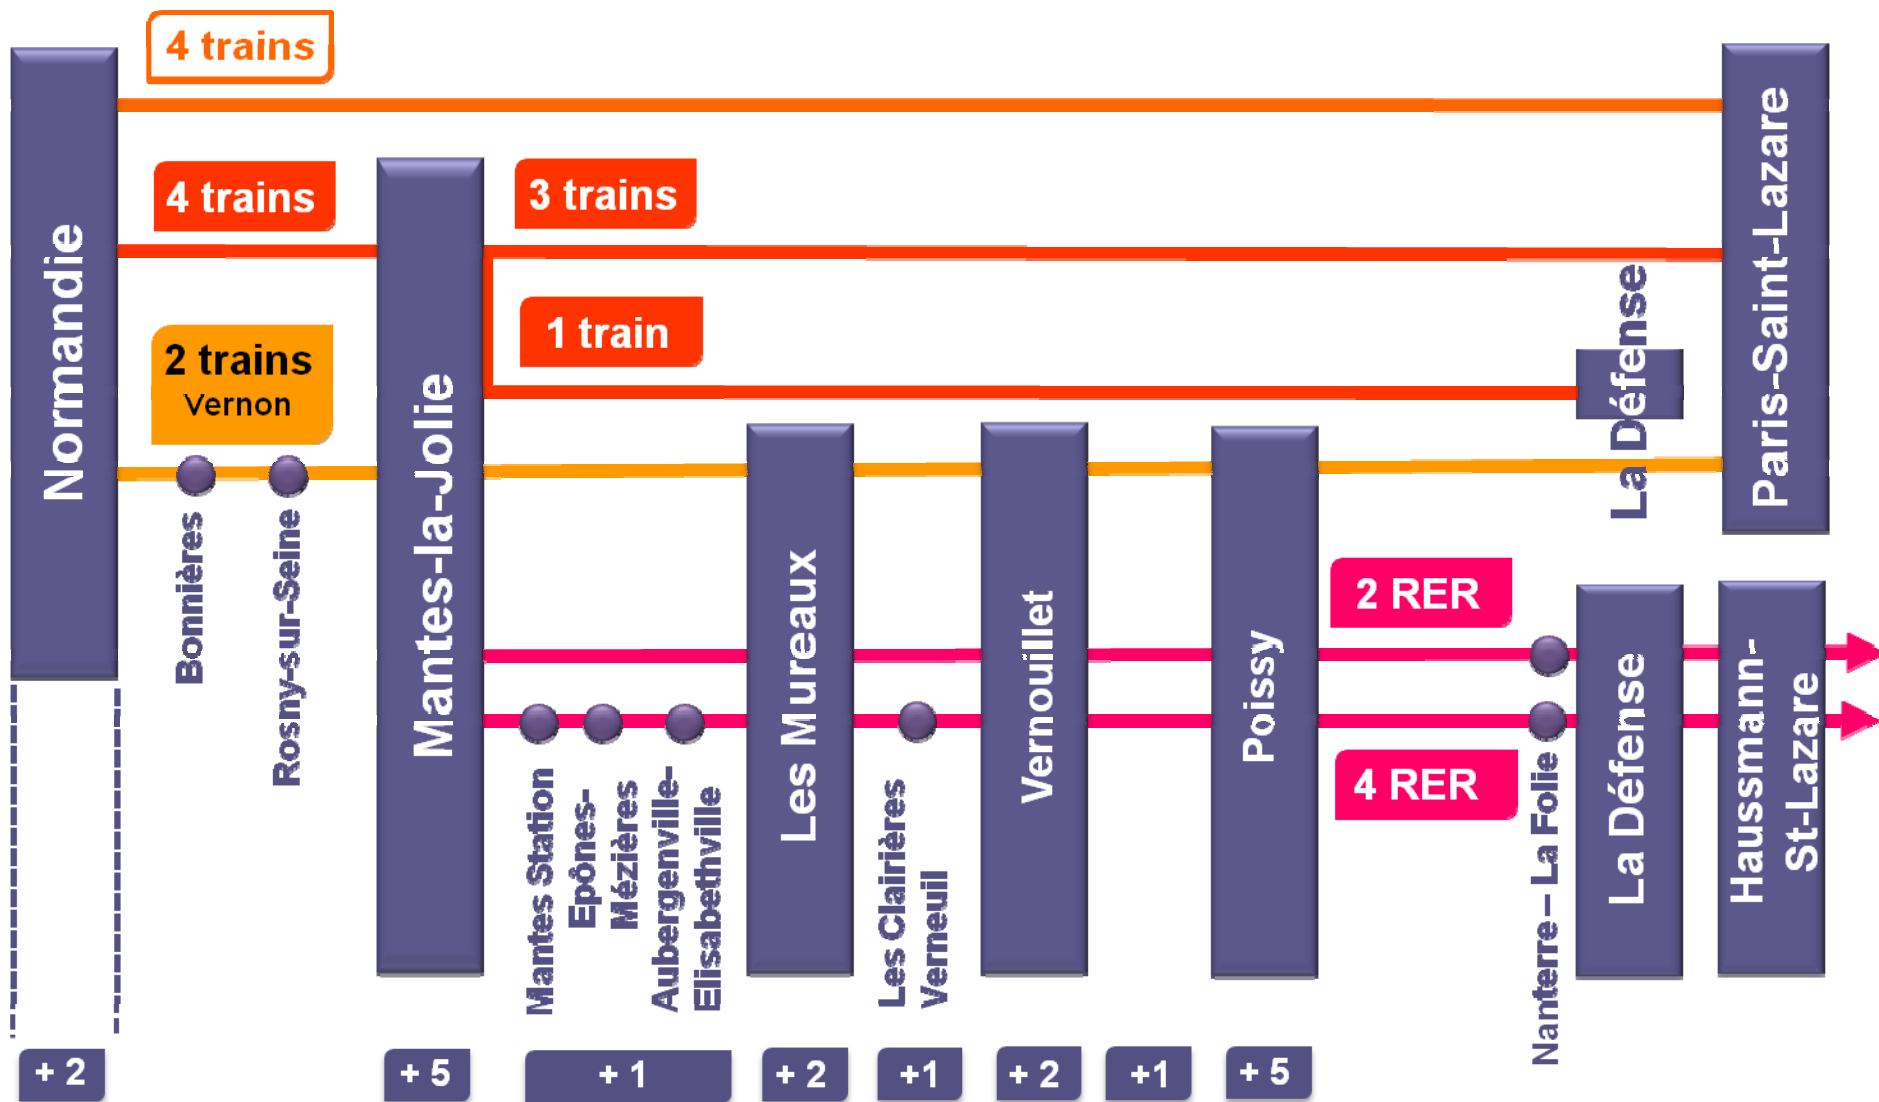 4 trains
4 trains
3 trains
1 train
2 trains
Vernon
Normandie
Mantes-la-Jolie
La Défense
Paris-Saint-Lazare
Bonnières
Rosny-sur-Seine
Les Mureaux
Vernouillet
Poissy
2 RER
4 RER
Mantes Station
Epônes-
Mézières
Aubergenville-
Elisabethville
Les Clairières
Verneuil
Nanterre – La Folie
La Défense
Haussmann-
St-Lazare
+ 2
+ 5
+ 1
+ 2
+1
+ 2
+1
+ 5